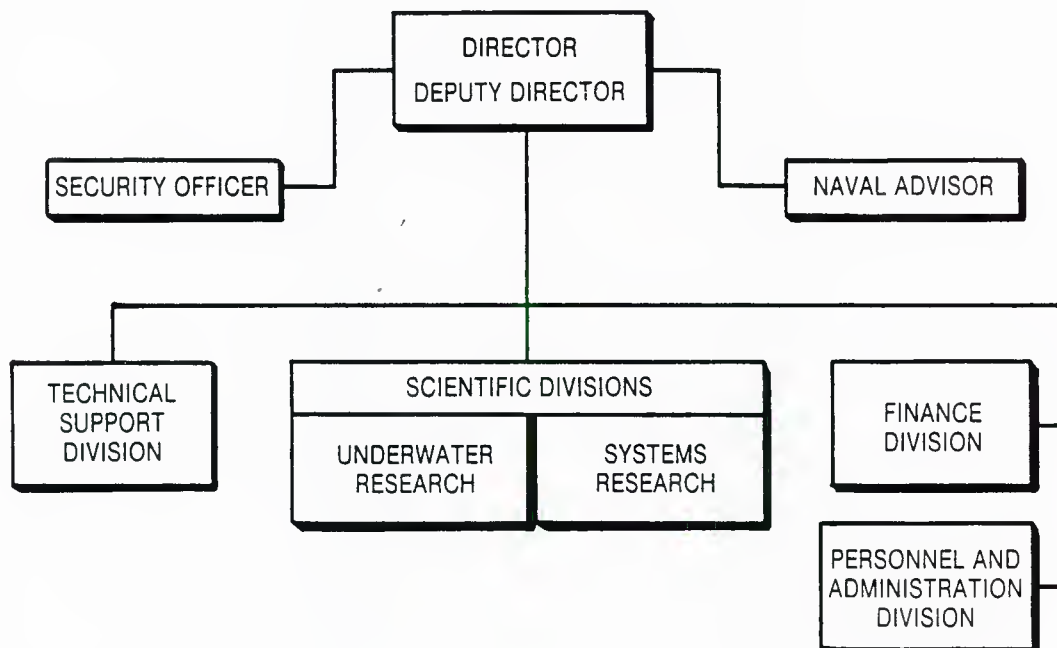 DIRECTOR
DEPUTY DIRECTOR
SECURITY OFFICER
NAVAL ADVISOR
TECHNICAL
SUPPORT
DIVISION
SCIENTIFIC DIVISIONS
UNDERWATER
RESEARCH
SYSTEMS
RESEARCH
FINANCE
DIVISION
PERSONNEL AND
ADMINISTRATION
DIVISION